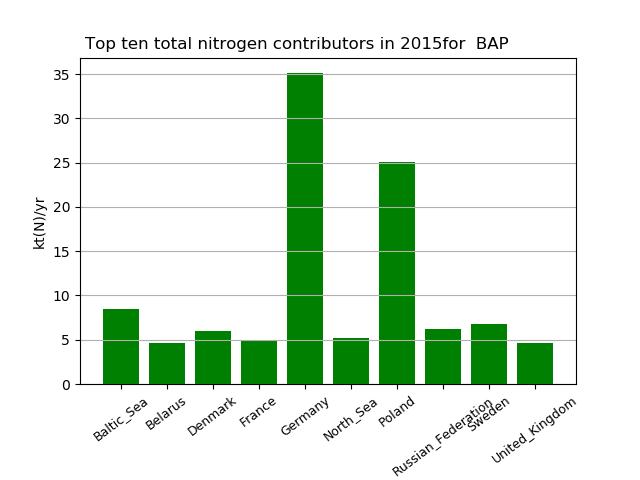 Top ten total nitrogen contributors in 2015for  BAP
kt(N)/yr
35
30
25
20
15
10
5
0
Baltic_Sea
Belarus
Denmark
France
Germany
North_Sea
Poland
Russian_Federation
Sweden
United_Kingdom